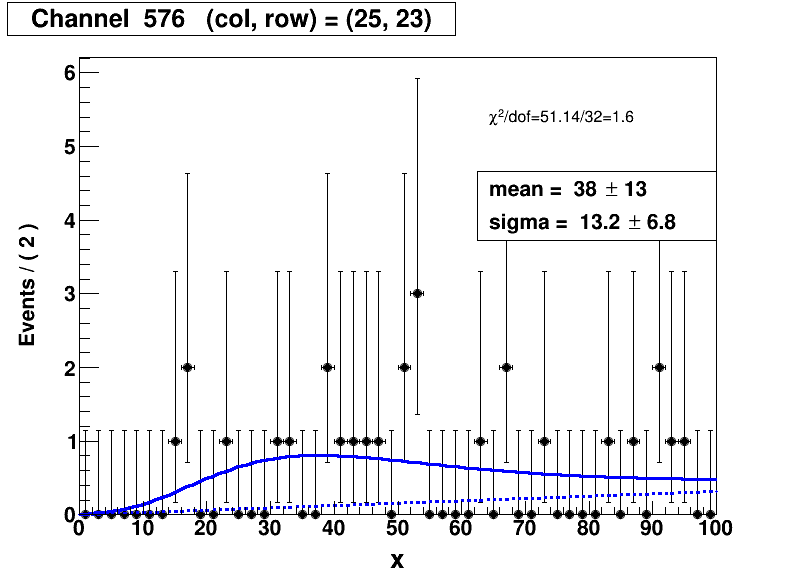 Channel 576 (col, row) = (25, 23)
χ²/dof=51.14/32=1.6
mean = 38 ± 13
sigma = 13.2 ± 6.8
Events / ( 2 )
6
5
4
3
2
1
0
0 10 20 30 40 50 60 70 80 90 100
x